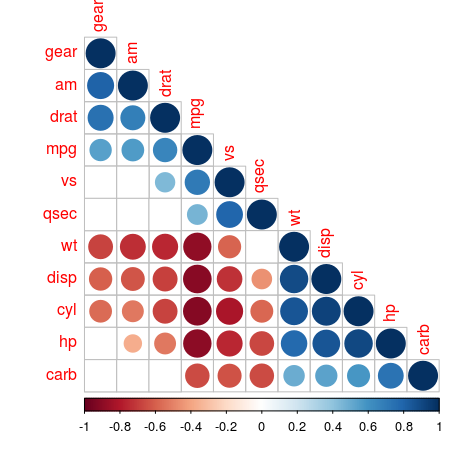 gear
gear am
am drat
drat mpg
mpg vs
vs qsec
qsec wt
wt disp
disp cyl
cyl hp
hp carb
carb
-1 -0.8 -0.6 -0.4 -0.2 0 0.2 0.4 0.6 0.8 1